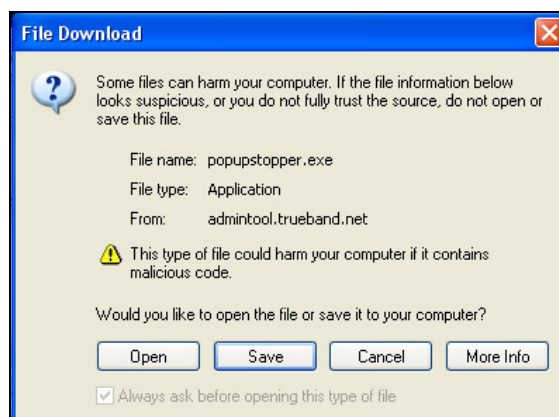 File Download
Some files can harm your computer. If the file information below
looks suspicious, or you do not fully trust the source, do not open or
save this file.
File name: popupstopper.exe
File type: Application
From: admintool.trueband.net
This type of file could harm your computer if it contains
malicious code.
Would you like to open the file or save it to your computer?
Open Save Cancel More Info
Always ask before opening this type of file